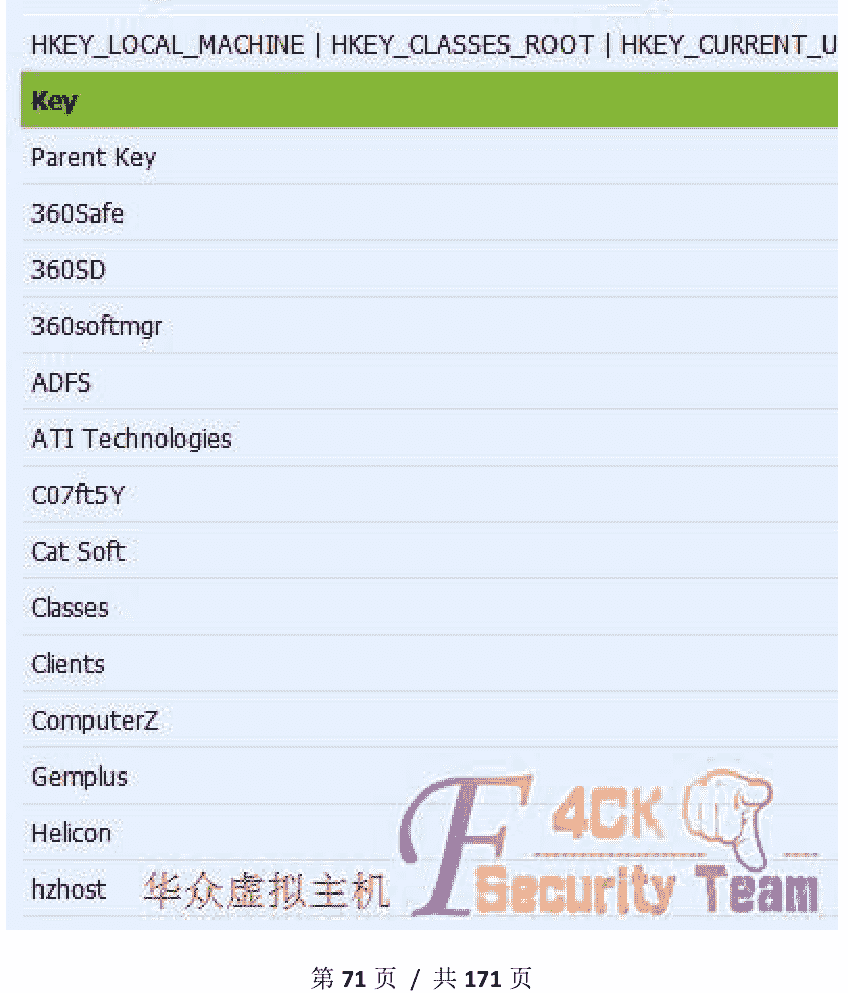 HKEY_LOCAL_MACHINE | HKEY_CLASSES_ROOT | HKEY_CURRENT_U
Key
Parent Key
360Safe
360SD
360softmgr
ADFS
ATI Technologies
C07ft5Y
Cat Soft
Classes
Clients
ComputerZ
Gemplus
Helicon
hzhost 华众虚拟主机
F4CK
Security Team
第 71 页 / 共 171 页